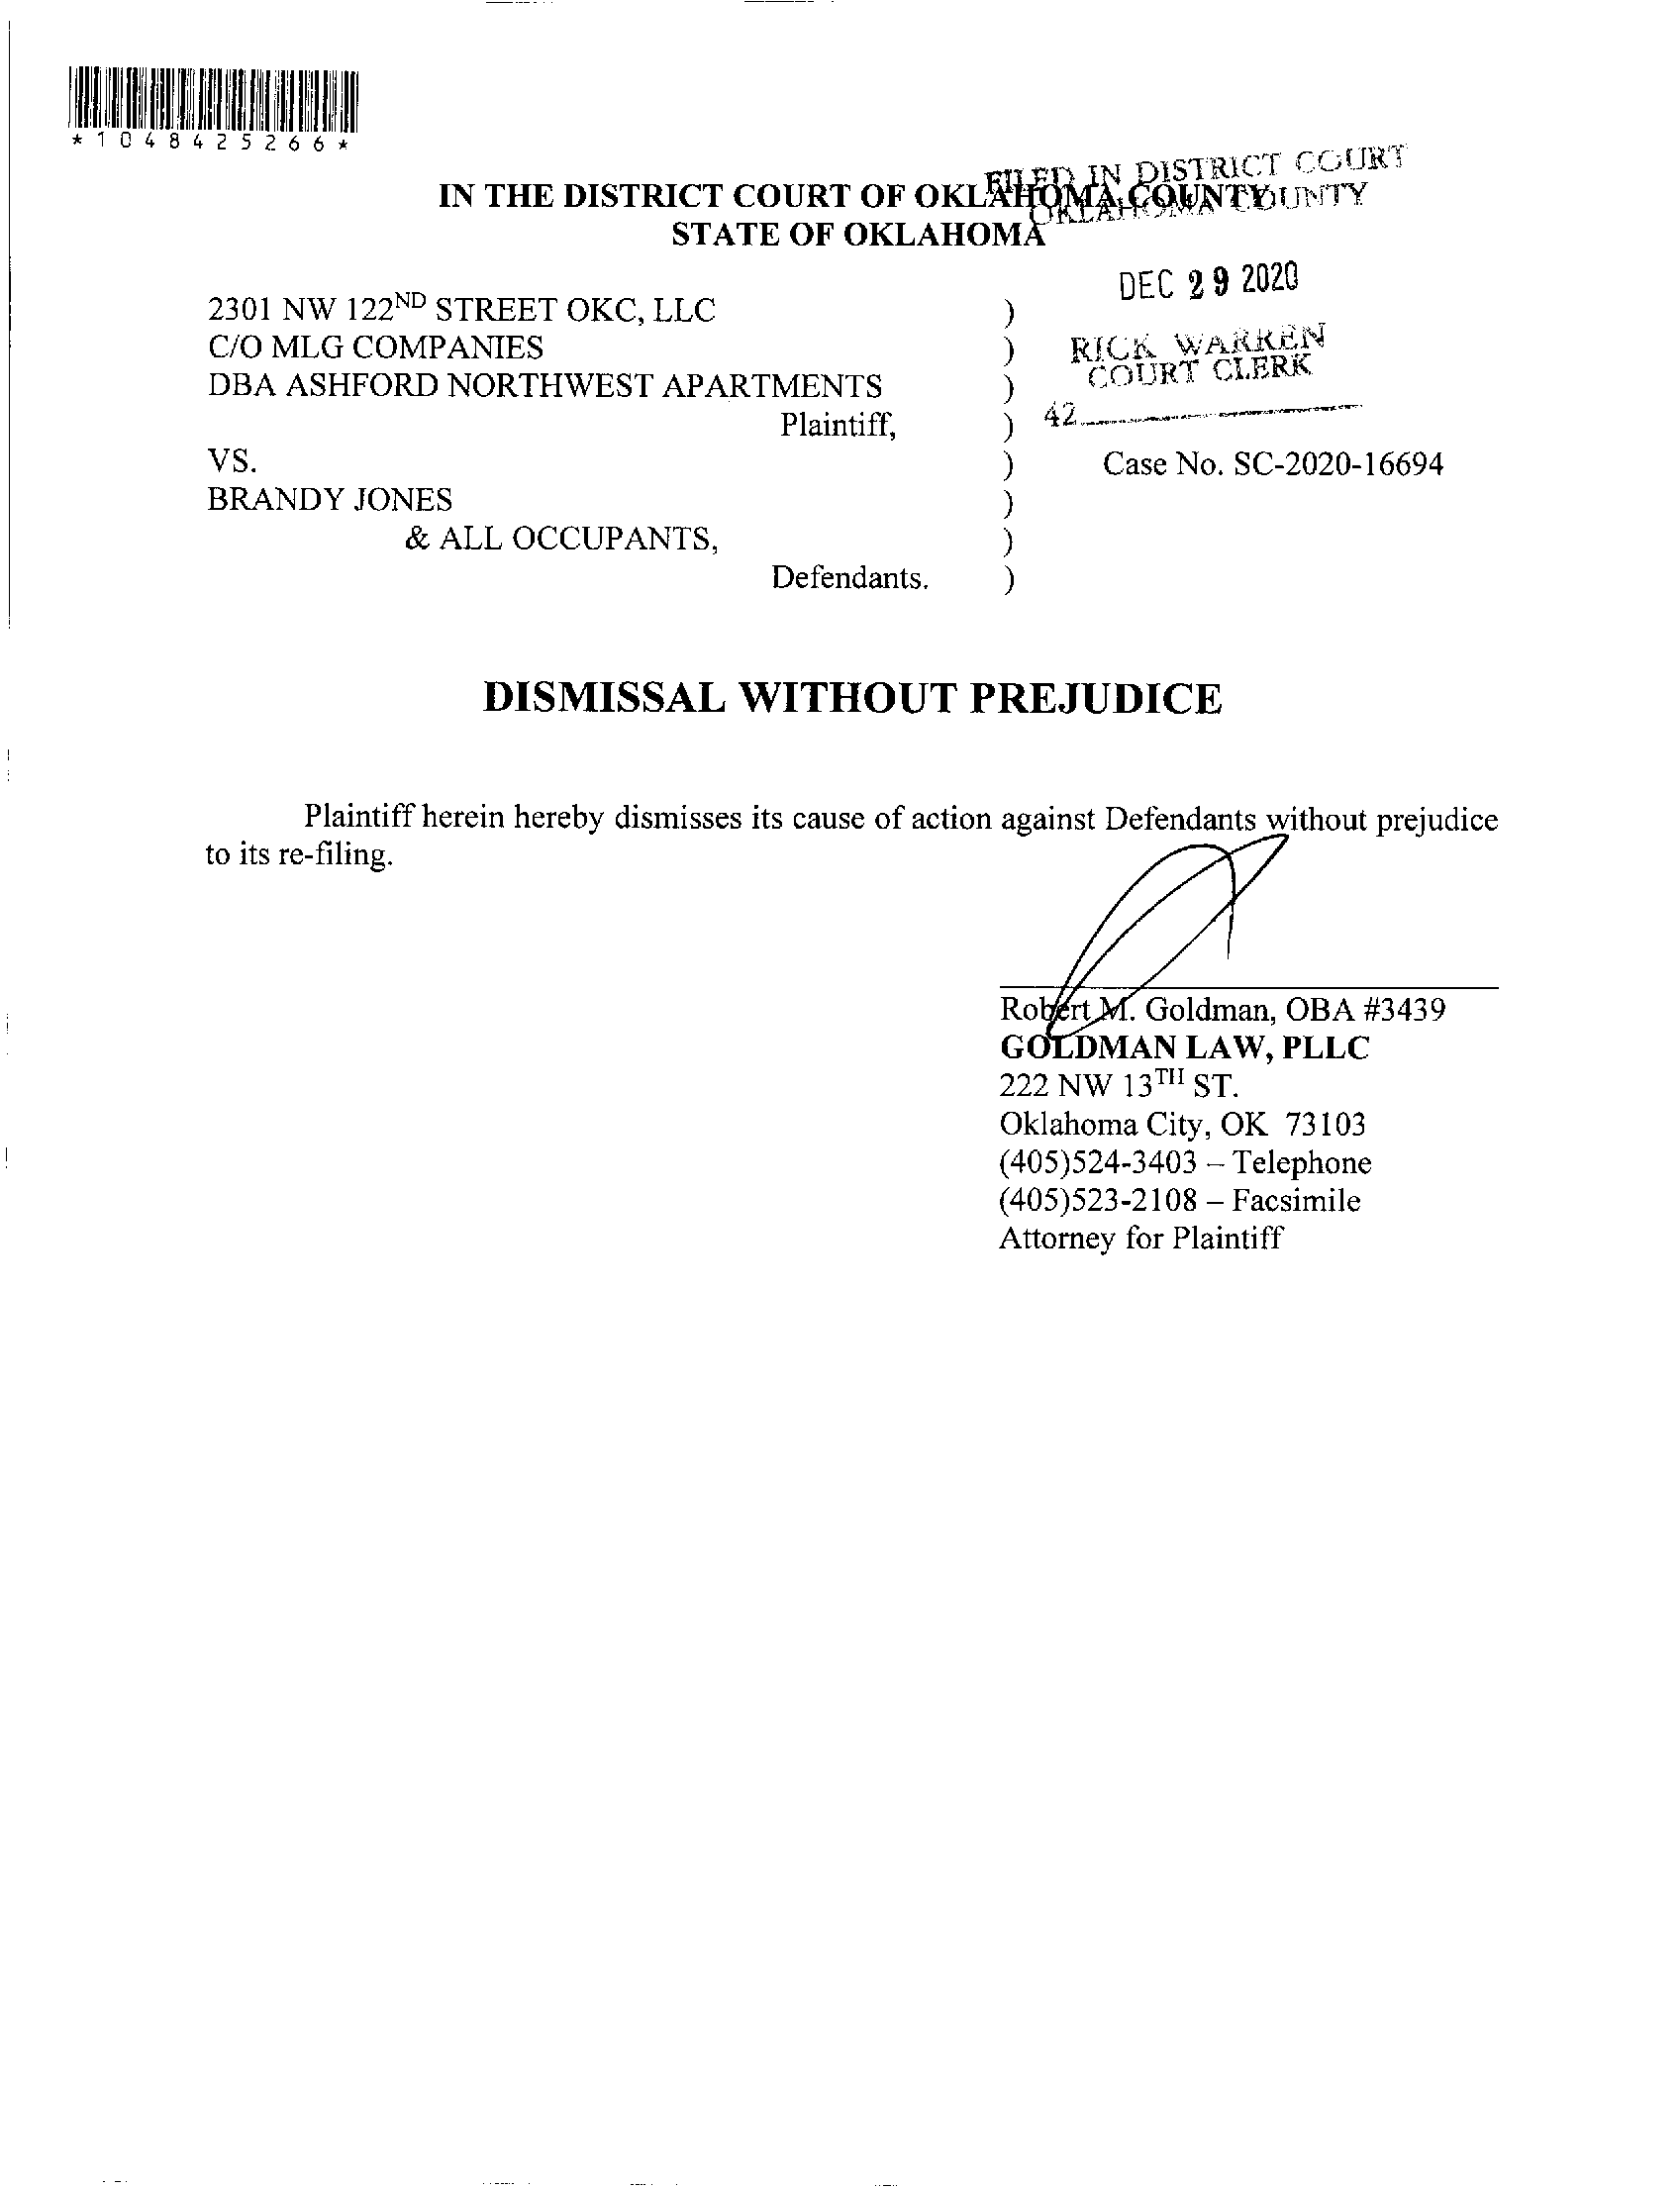 *1048425266*
FILED IN DISTRICT COURT
OKLAHOMA COUNTY
IN THE DISTRICT COURT OF OKLAHOMA COUNTY
STATE OF OKLAHOMA
DEC 29 2020
2301 NW 122ND STREET OKC, LLC )
C/O MLG COMPANIES ) RICK WARREN
COURT CLERK
DBA ASHFORD NORTHWEST APARTMENTS )
Plaintiff, ) 42
VS. ) Case No. SC-2020-16694
BRANDY JONES )
& ALL OCCUPANTS, )
Defendants. )
DISMISSAL WITHOUT PREJUDICE
Plaintiff herein hereby dismisses its cause of action against Defendants without prejudice
to its re-filing.
Robert M. Goldman, OBA #3439
GOLDMAN LAW, PLLC
222 NW 13TH ST.
Oklahoma City, OK 73103
(405)524-3403 – Telephone
(405)523-2108 – Facsimile
Attorney for Plaintiff